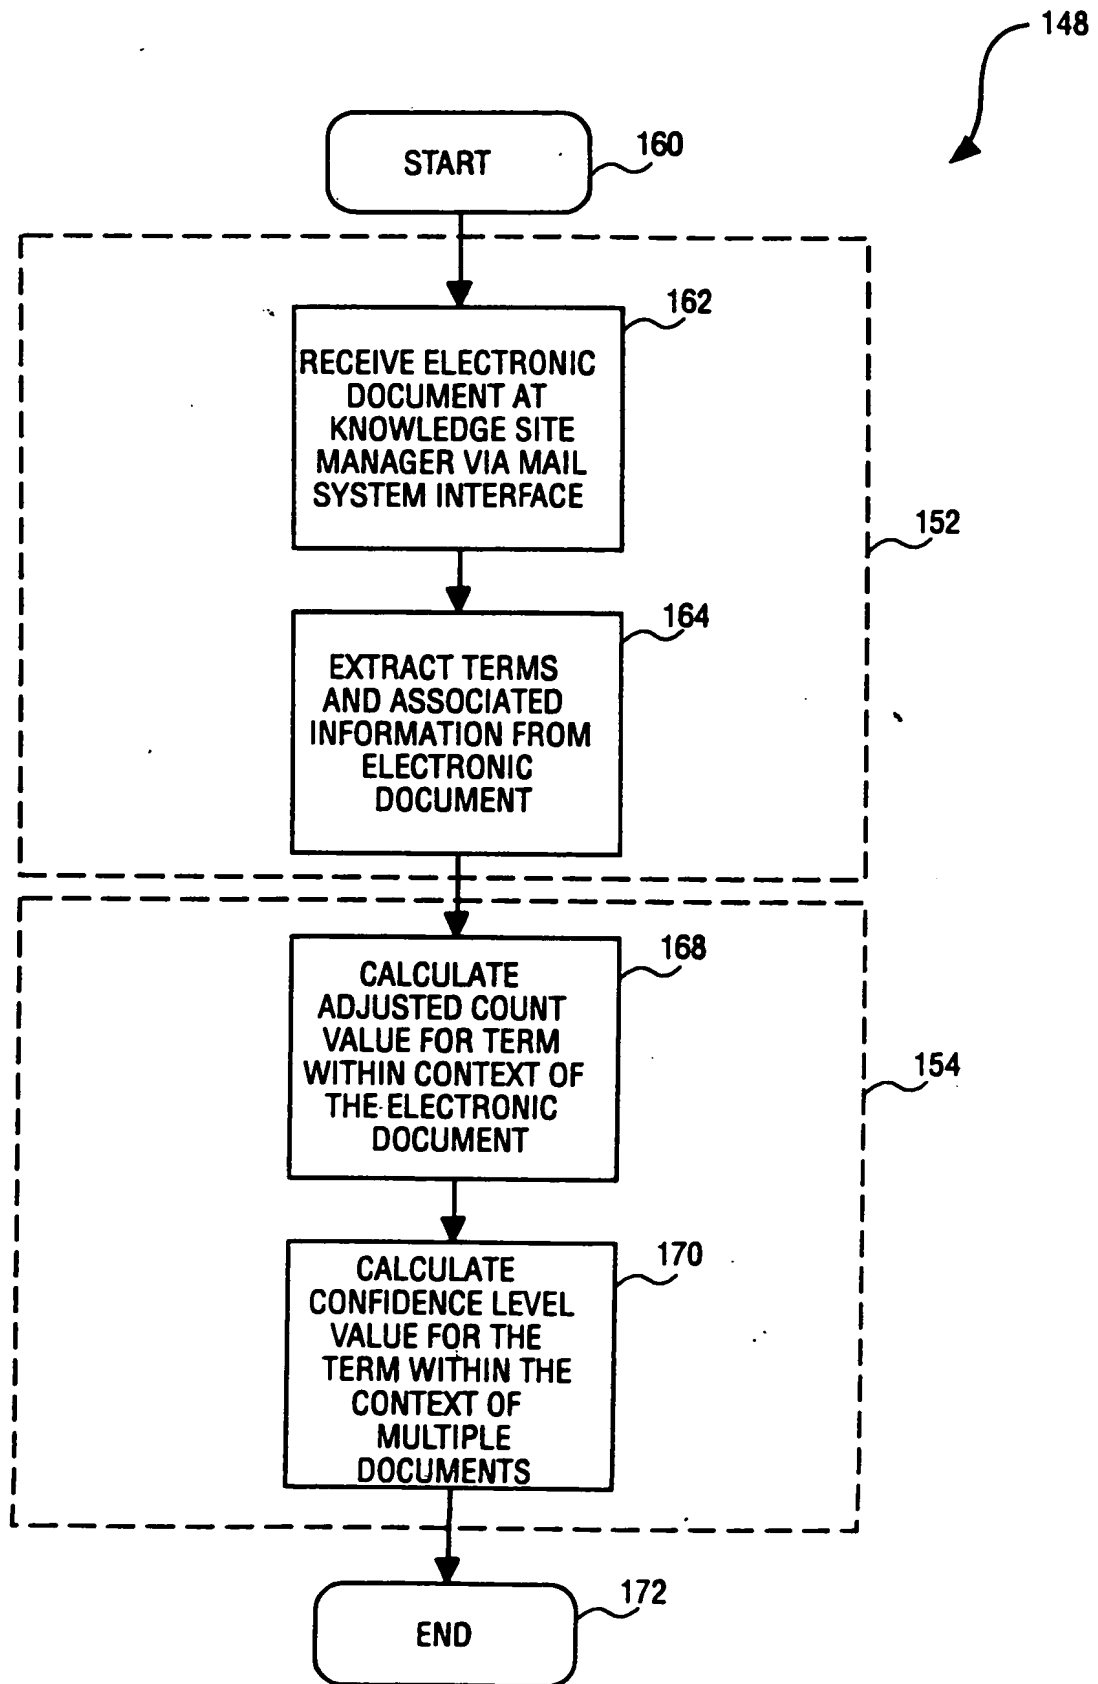 148
START
160
162
RECEIVE ELECTRONIC
DOCUMENT AT
KNOWLEDGE SITE
MANAGER VIA MAIL
SYSTEM INTERFACE
152
164
EXTRACT TERMS
AND ASSOCIATED
INFORMATION FROM
ELECTRONIC
DOCUMENT
168
CALCULATE
ADJUSTED COUNT
VALUE FOR TERM
WITHIN CONTEXT OF
THE ELECTRONIC
DOCUMENT
154
170
CALCULATE
CONFIDENCE LEVEL
VALUE FOR THE
TERM WITHIN THE
CONTEXT OF
MULTIPLE
DOCUMENTS
172
END